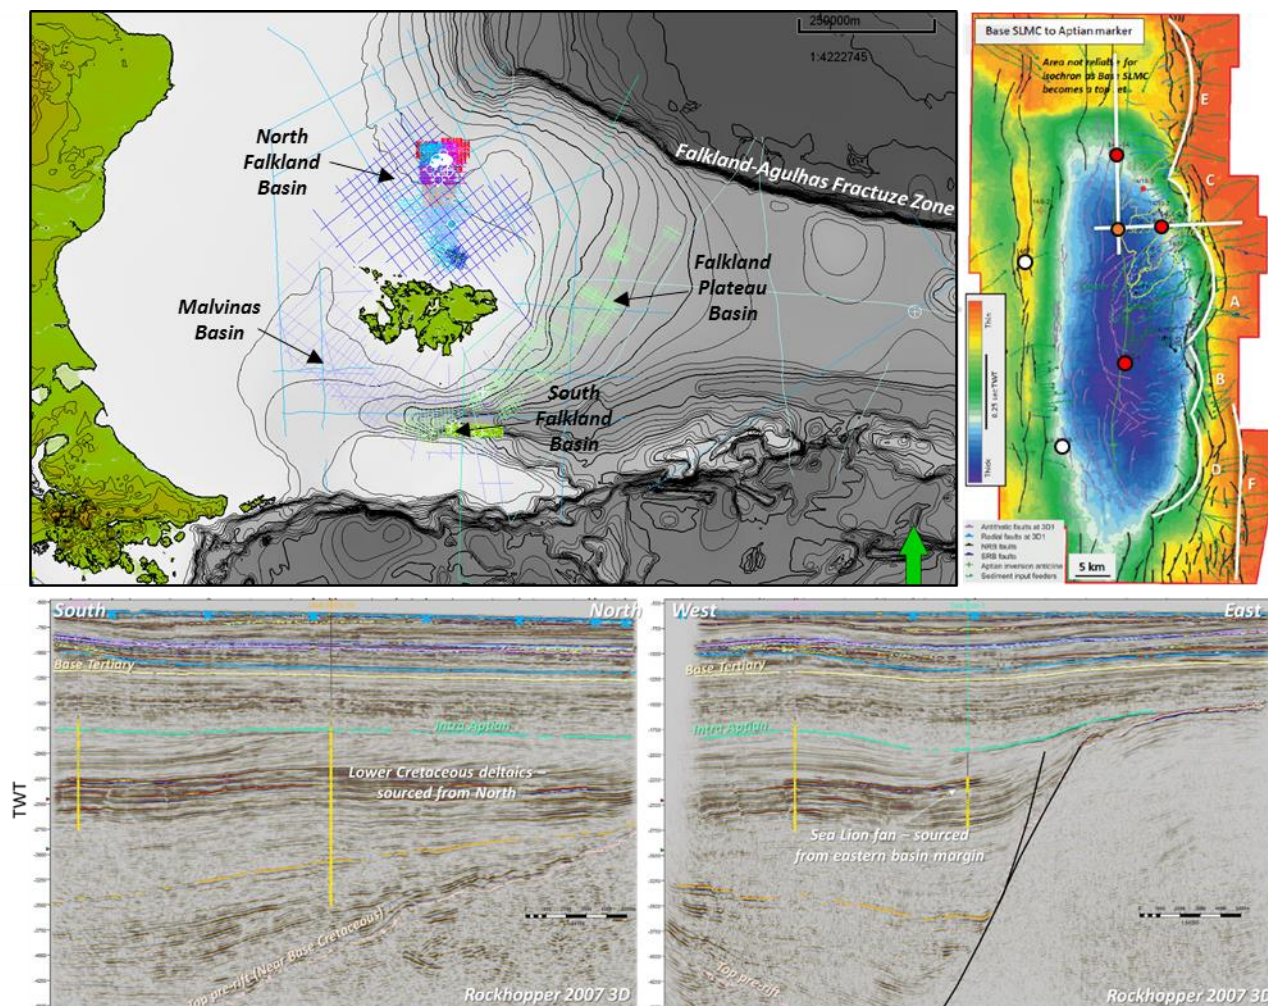 250000m
1:4222745
North
Falkland
Basin
Falkland-Agulhas Fractuze Zone
Malvinas
Basin
Falkland
Plateau
Basin
South
Falkland
Basin
Base SLMC to Aptian marker
Area not reliable for
isochron as Base SLMC
becomes a top set
E
C
A
B
D
F
Thin
0.25 sec TWT
Thick
Antithetic faults at 3D1
Radial faults at 3D1
NRB faults
ERB faults
Aptian inversion anticline
Sediment input feeders
5 km
South
North
Base Tertiary
Intra Aptian
Lower Cretaceous deltaics –
sourced from North
TWT
Top pre-rift (Near Base Cretaceous)
Rockhopper 2007 3D
West
East
Base Tertiary
Intra Aptian
Sea Lion fan – sourced
from eastern basin margin
Top pre-rift
Rockhopper 2007 3D